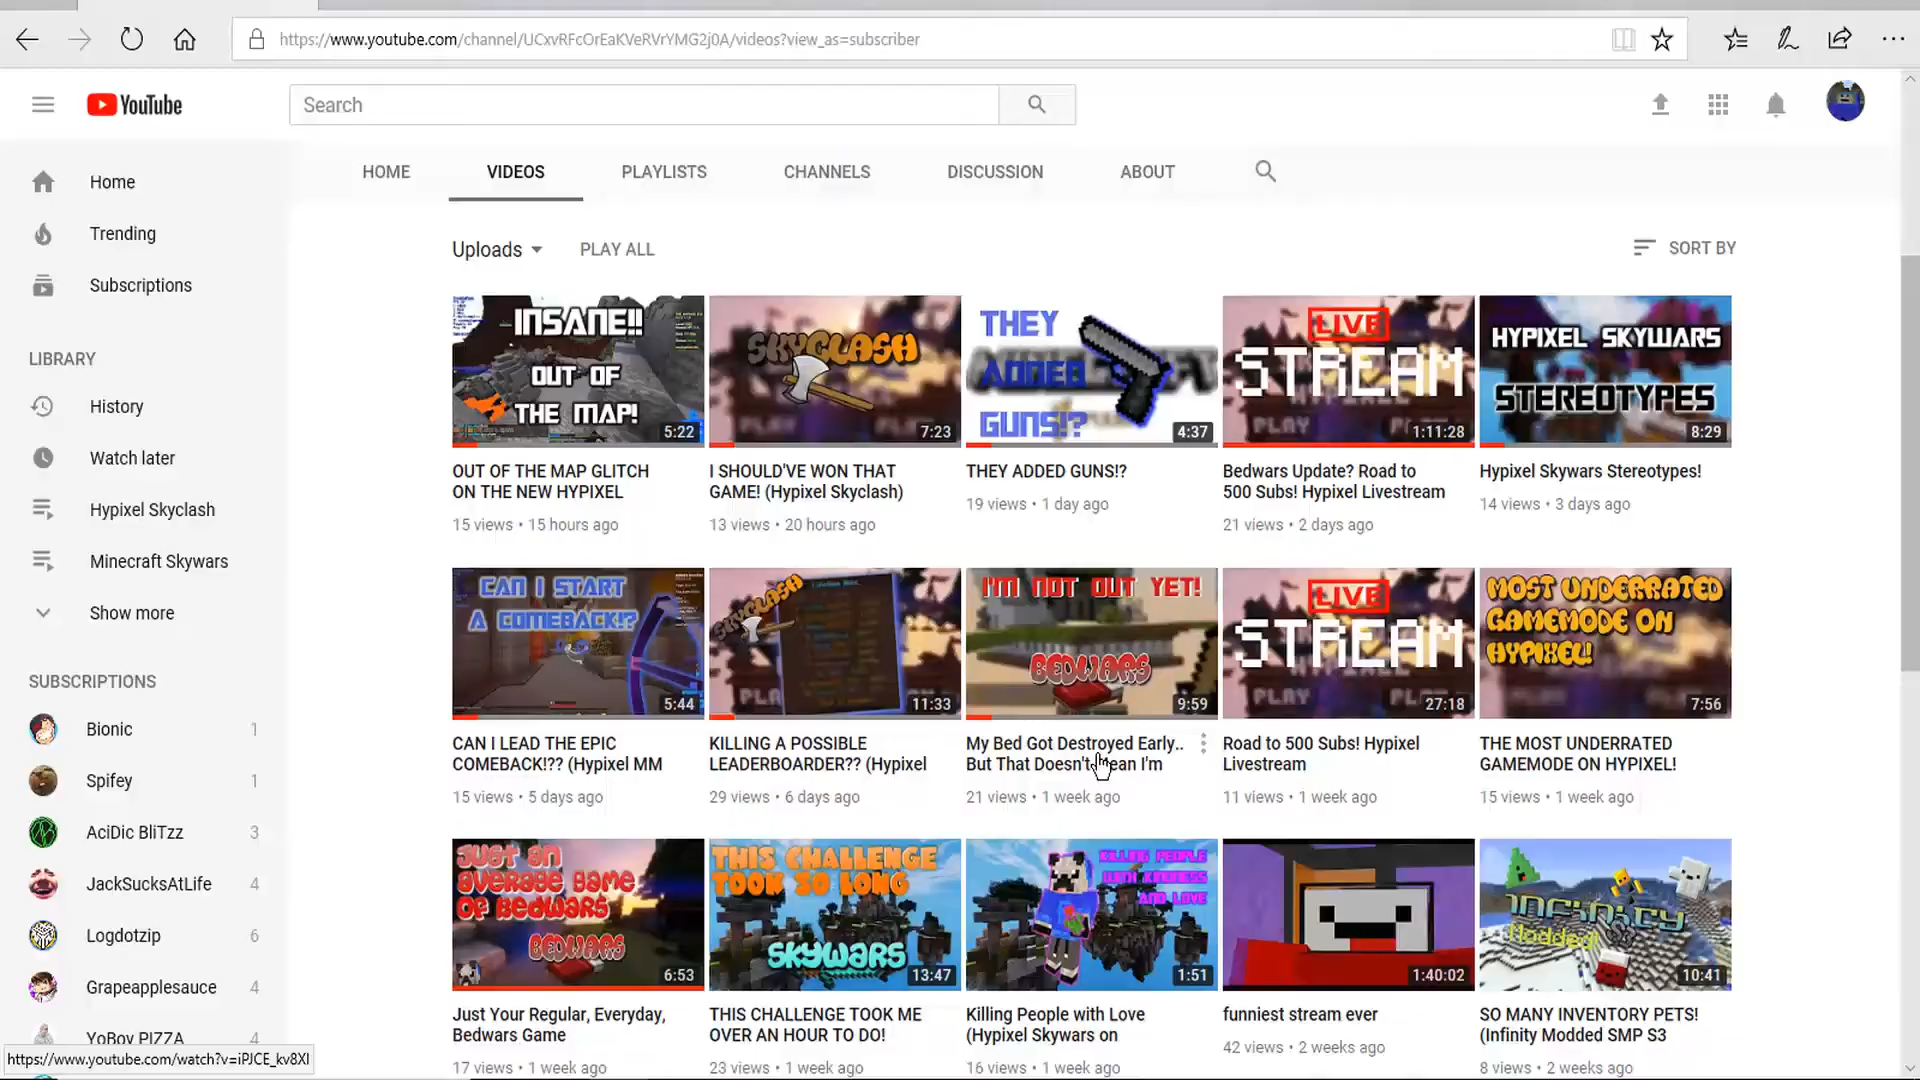 https://www.youtube.com/channel/UCxvRFcOrEaKVeRVrYMG2j0A/videos?view_as=subscriber
YouTube
Search
HOME
VIDEOS
PLAYLISTS
CHANNELS
DISCUSSION
ABOUT
Home
Trending
Subscriptions
LIBRARY
History
Watch later
Hypixel Skyclash
Minecraft Skywars
Show more
SUBSCRIPTIONS
Bionic 1
Spifey 1
AciDic BliTzz 3
JackSucksAtLife 4
Logdotzip 6
Grapeapplesauce 4
YoBoy PIZZA 4
https://www.youtube.com/watch?v=iPJCE_kv8XI
Uploads
PLAY ALL
SORT BY
INSANE!!
OUT OF
THE MAP!
5:22
OUT OF THE MAP GLITCH
ON THE NEW HYPIXEL
15 views • 15 hours ago
SKYCLASH
7:23
I SHOULD'VE WON THAT
GAME! (Hypixel Skyclash)
13 views • 20 hours ago
THEY
ADDED
GUNS!?
4:37
THEY ADDED GUNS!?
19 views • 1 day ago
LIVE
STREAM
PLAY
1:11:28
Bedwars Update? Road to
500 Subs! Hypixel Livestream
21 views • 2 days ago
HYPIXEL SKYWARS
STEREOTYPES
8:29
Hypixel Skywars Stereotypes!
14 views • 3 days ago
CAN I START
A COMEBACK!?
5:44
CAN I LEAD THE EPIC
COMEBACK!?? (Hypixel MM
15 views • 5 days ago
SKYCLASH
11:33
KILLING A POSSIBLE
LEADERBOARDER?? (Hypixel
29 views • 6 days ago
I'M NOT OUT YET!
BEDWARS
9:59
My Bed Got Destroyed Early..
But That Doesn't Mean I'm
21 views • 1 week ago
LIVE
STREAM
PLAY
27:18
Road to 500 Subs! Hypixel
Livestream
11 views • 1 week ago
MOST UNDERRATED
GAMEMODE ON
HYPIXEL!
7:56
THE MOST UNDERRATED
GAMEMODE ON HYPIXEL!
15 views • 1 week ago
JUST AN
AVERAGE GAME
OF BEDWARS
BEDWARS
6:53
Just Your Regular, Everyday,
Bedwars Game
17 views • 1 week ago
THIS CHALLENGE
TOOK SO LONG
SKYWARS
13:47
THIS CHALLENGE TOOK ME
OVER AN HOUR TO DO!
23 views • 1 week ago
KILLING PEOPLE
WITH KINDNESS
AND LOVE
1:51
Killing People with Love
(Hypixel Skywars on
16 views • 1 week ago
1:40:02
funniest stream ever
42 views • 2 weeks ago
INFINITY
Modded!
10:41
SO MANY INVENTORY PETS!
(Infinity Modded SMP S3
8 views • 2 weeks ago